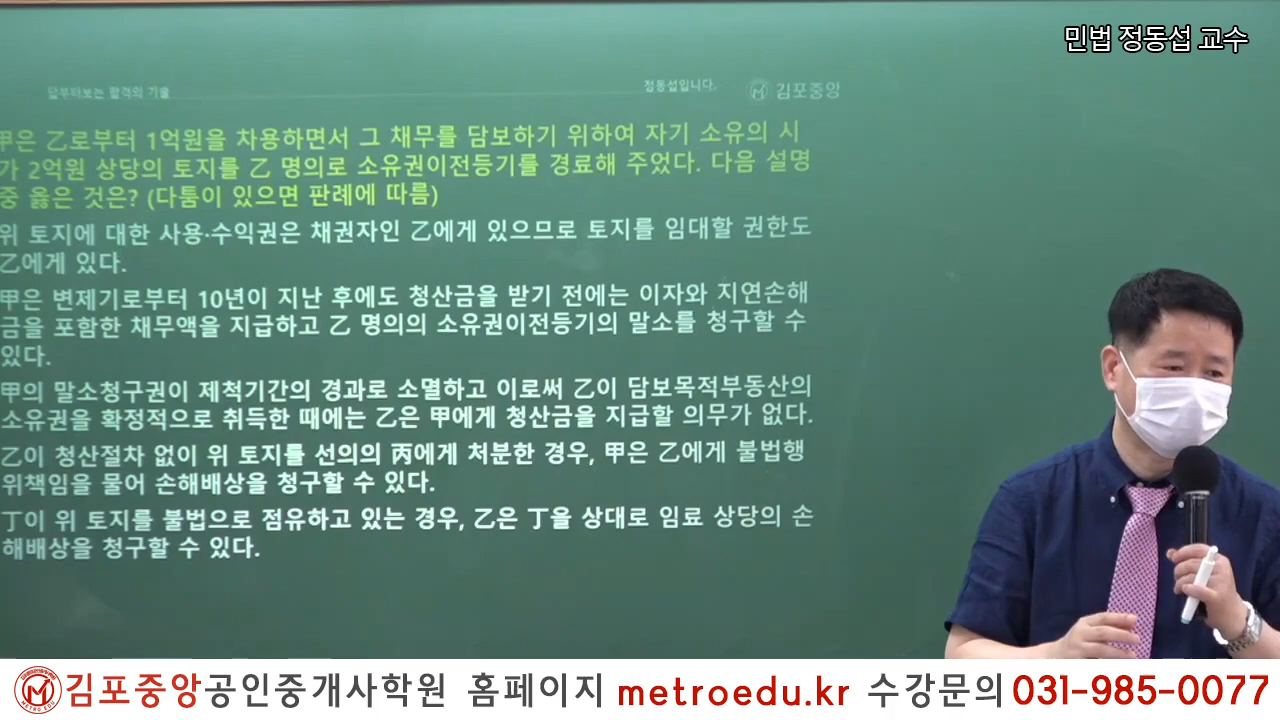 민법 정동섭 교수
답부터보는 합격의 기술
정동섭입니다.
김포중앙
甲은 乙로부터 1억원을 차용하면서 그 채무를 담보하기 위하여 자기 소유의 시
가 2억원 상당의 토지를 乙 명의로 소유권이전등기를 경료해 주었다. 다음 설명
중 옳은 것은? (다툼이 있으면 판례에 따름)
위 토지에 대한 사용·수익권은 채권자인 乙에게 있으므로 토지를 임대할 권한도
乙에게 있다.
甲은 변제기로부터 10년이 지난 후에도 청산금을 받기 전에는 이자와 지연손해
금을 포함한 채무액을 지급하고 乙 명의의 소유권이전등기의 말소를 청구할 수
있다.
甲의 말소청구권이 제척기간의 경과로 소멸하고 이로써 乙이 담보목적부동산의
소유권을 확정적으로 취득한 때에는 乙은 甲에게 청산금을 지급할 의무가 없다.
乙이 청산절차 없이 위 토지를 선의의 丙에게 처분한 경우, 甲은 乙에게 불법행
위책임을 물어 손해배상을 청구할 수 있다.
丁이 위 토지를 불법으로 점유하고 있는 경우, 乙은 丁을 상대로 임료 상당의 손
해배상을 청구할 수 있다.
김포중앙공인중개사학원 홈페이지 metroedu.kr 수강문의 031-985-0077
METRO EDU